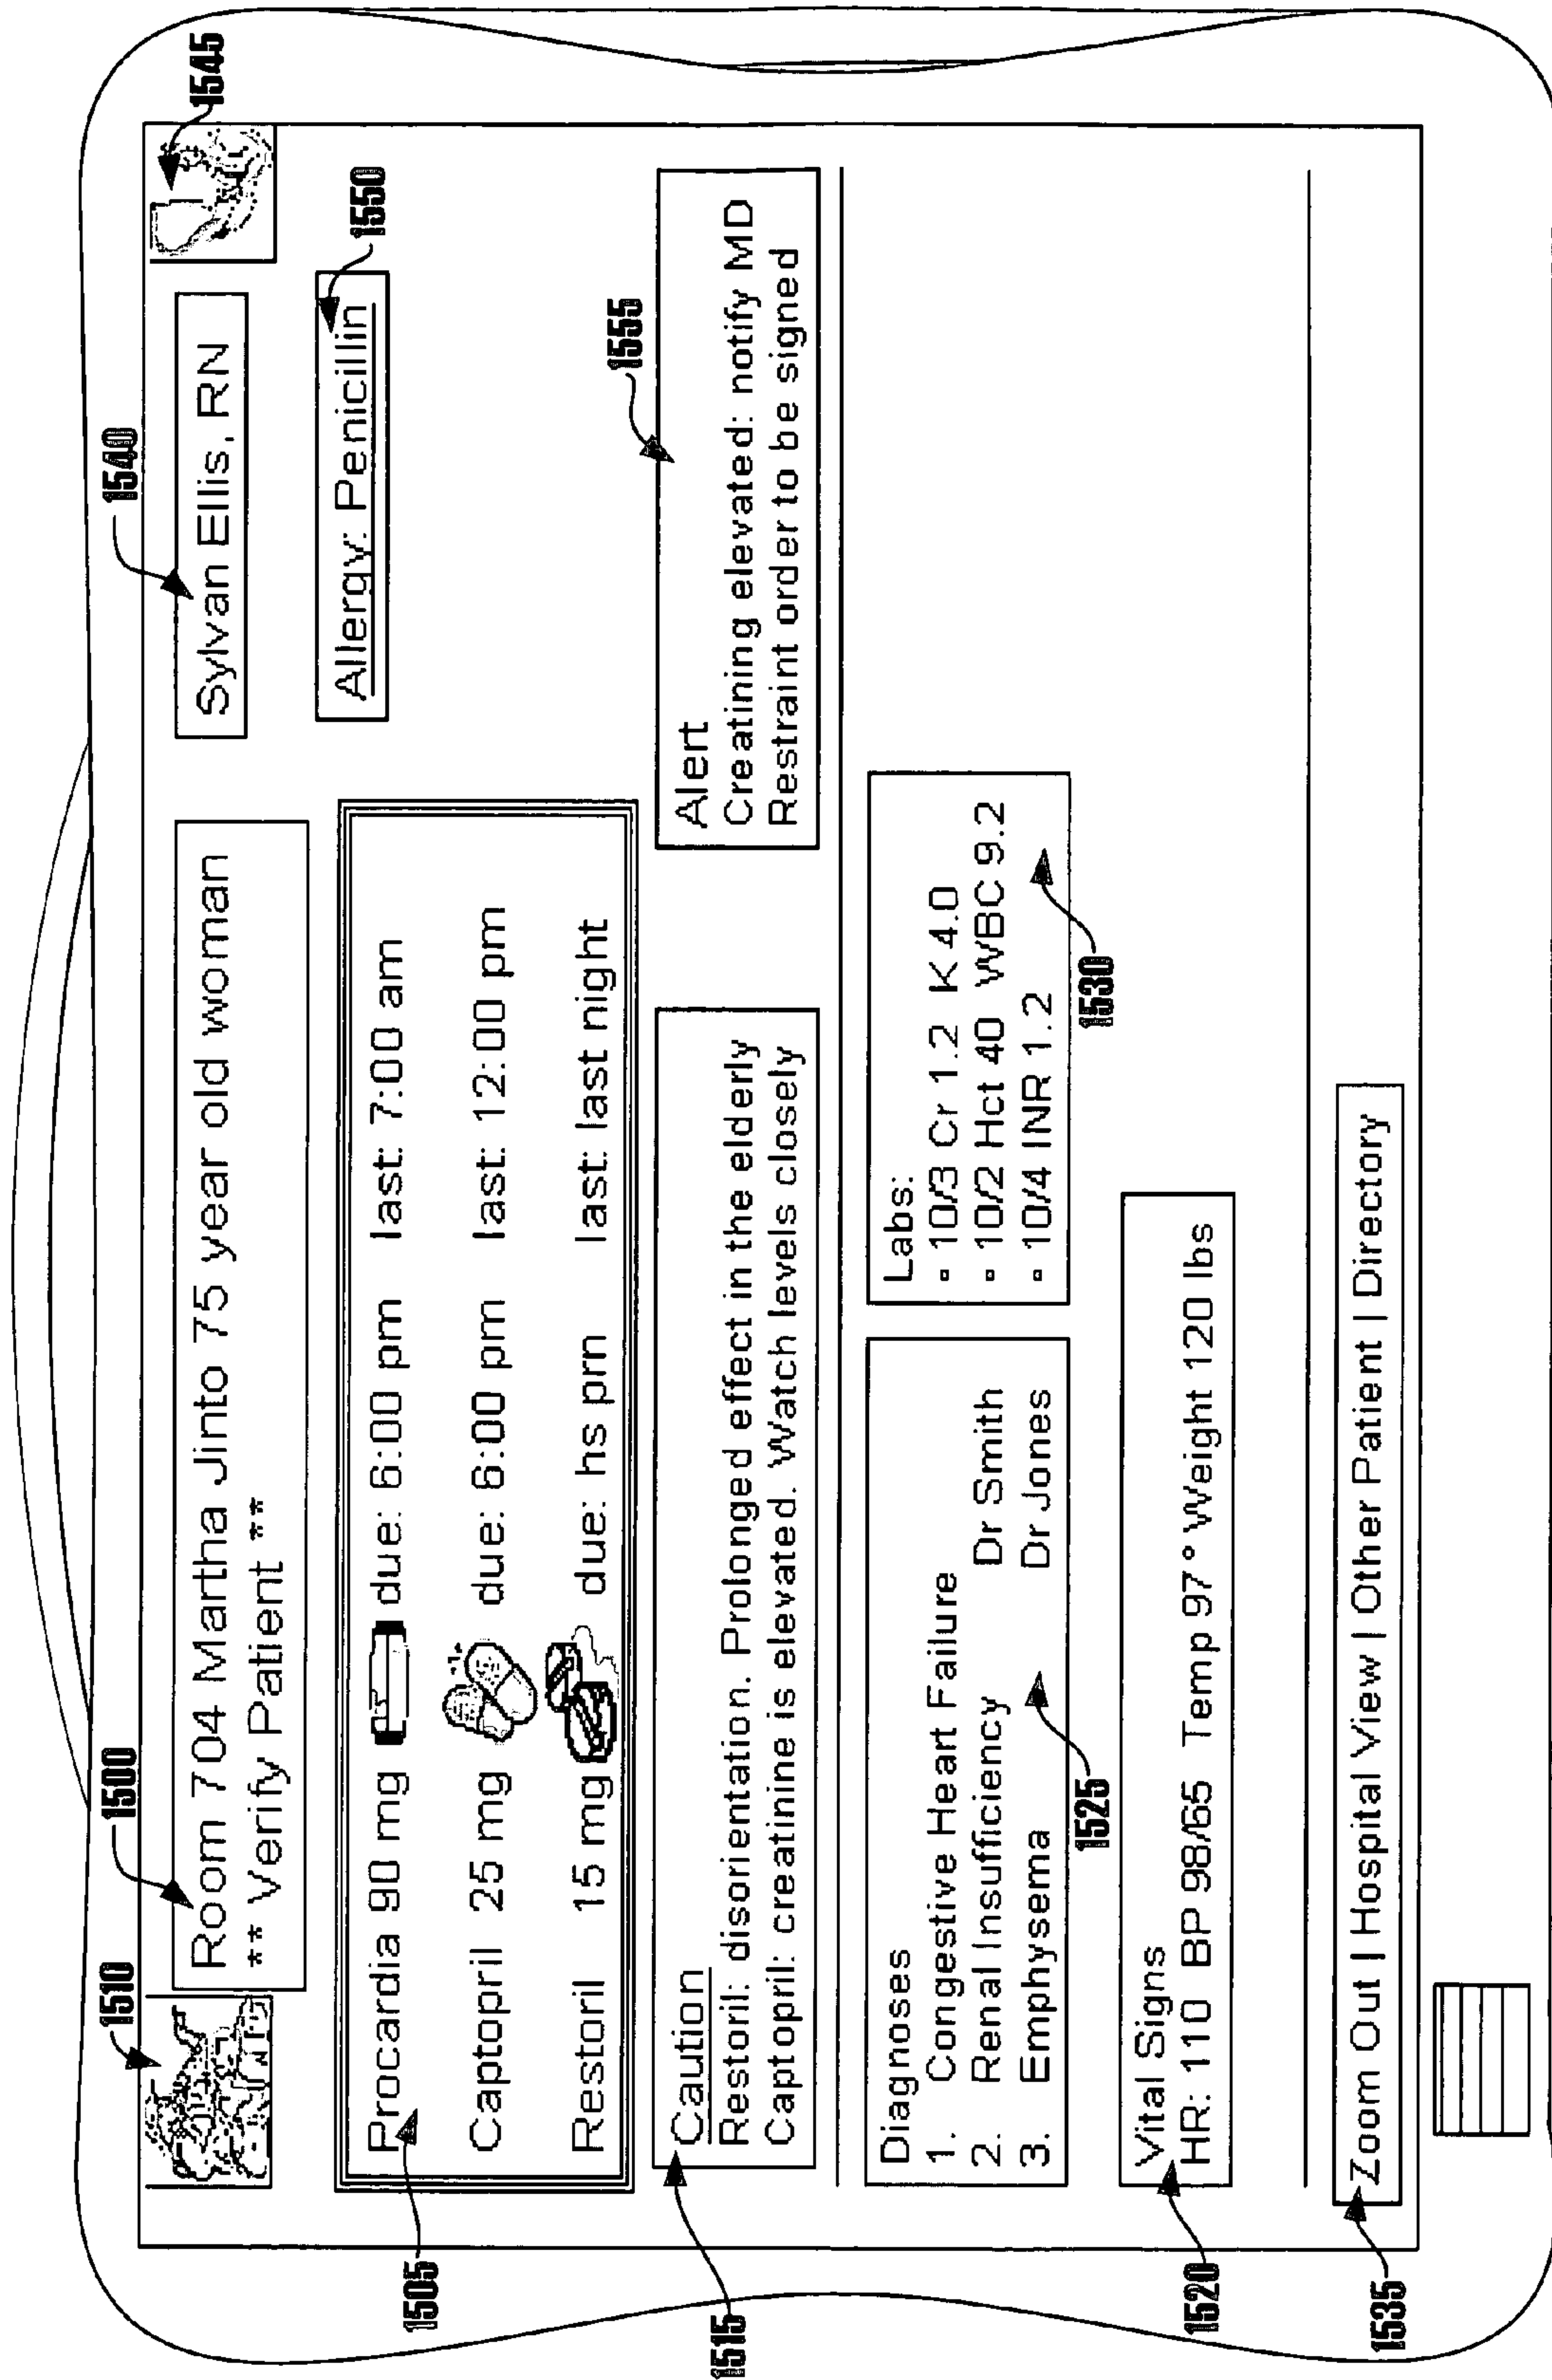 1510
1500
1540
1545
Room 704 Martha Jinto 75 year old woman
** Verify Patient **
Sylvan Ellis, RN
Allergy: Penicillin
1550
Procardia 90 mg due: 6:00 pm last: 7:00 am
Captopril 25 mg due: 6:00 pm last: 12:00 pm
Restoril 15 mg due: hs prn last: last night
1505
1555
Caution
Restoril: disorientation. Prolonged effect in the elderly
Captopril: creatinine is elevated. Watch levels closely
1515
Alert
Creatining elevated: notify MD
Restraint order to be signed
Diagnoses
1. Congestive Heart Failure
2. Renal Insufficiency Dr Smith
3. Emphysema Dr Jones
1525
Labs:
▫ 10/3 Cr 1.2 K 4.0
▫ 10/2 Hct 40 WBC 9.2
▫ 10/4 INR 1.2
1530
Vital Signs
HR: 110 BP 98/65 Temp 97° Weight 120 lbs
1520
Zoom Out | Hospital View | Other Patient | Directory
1535